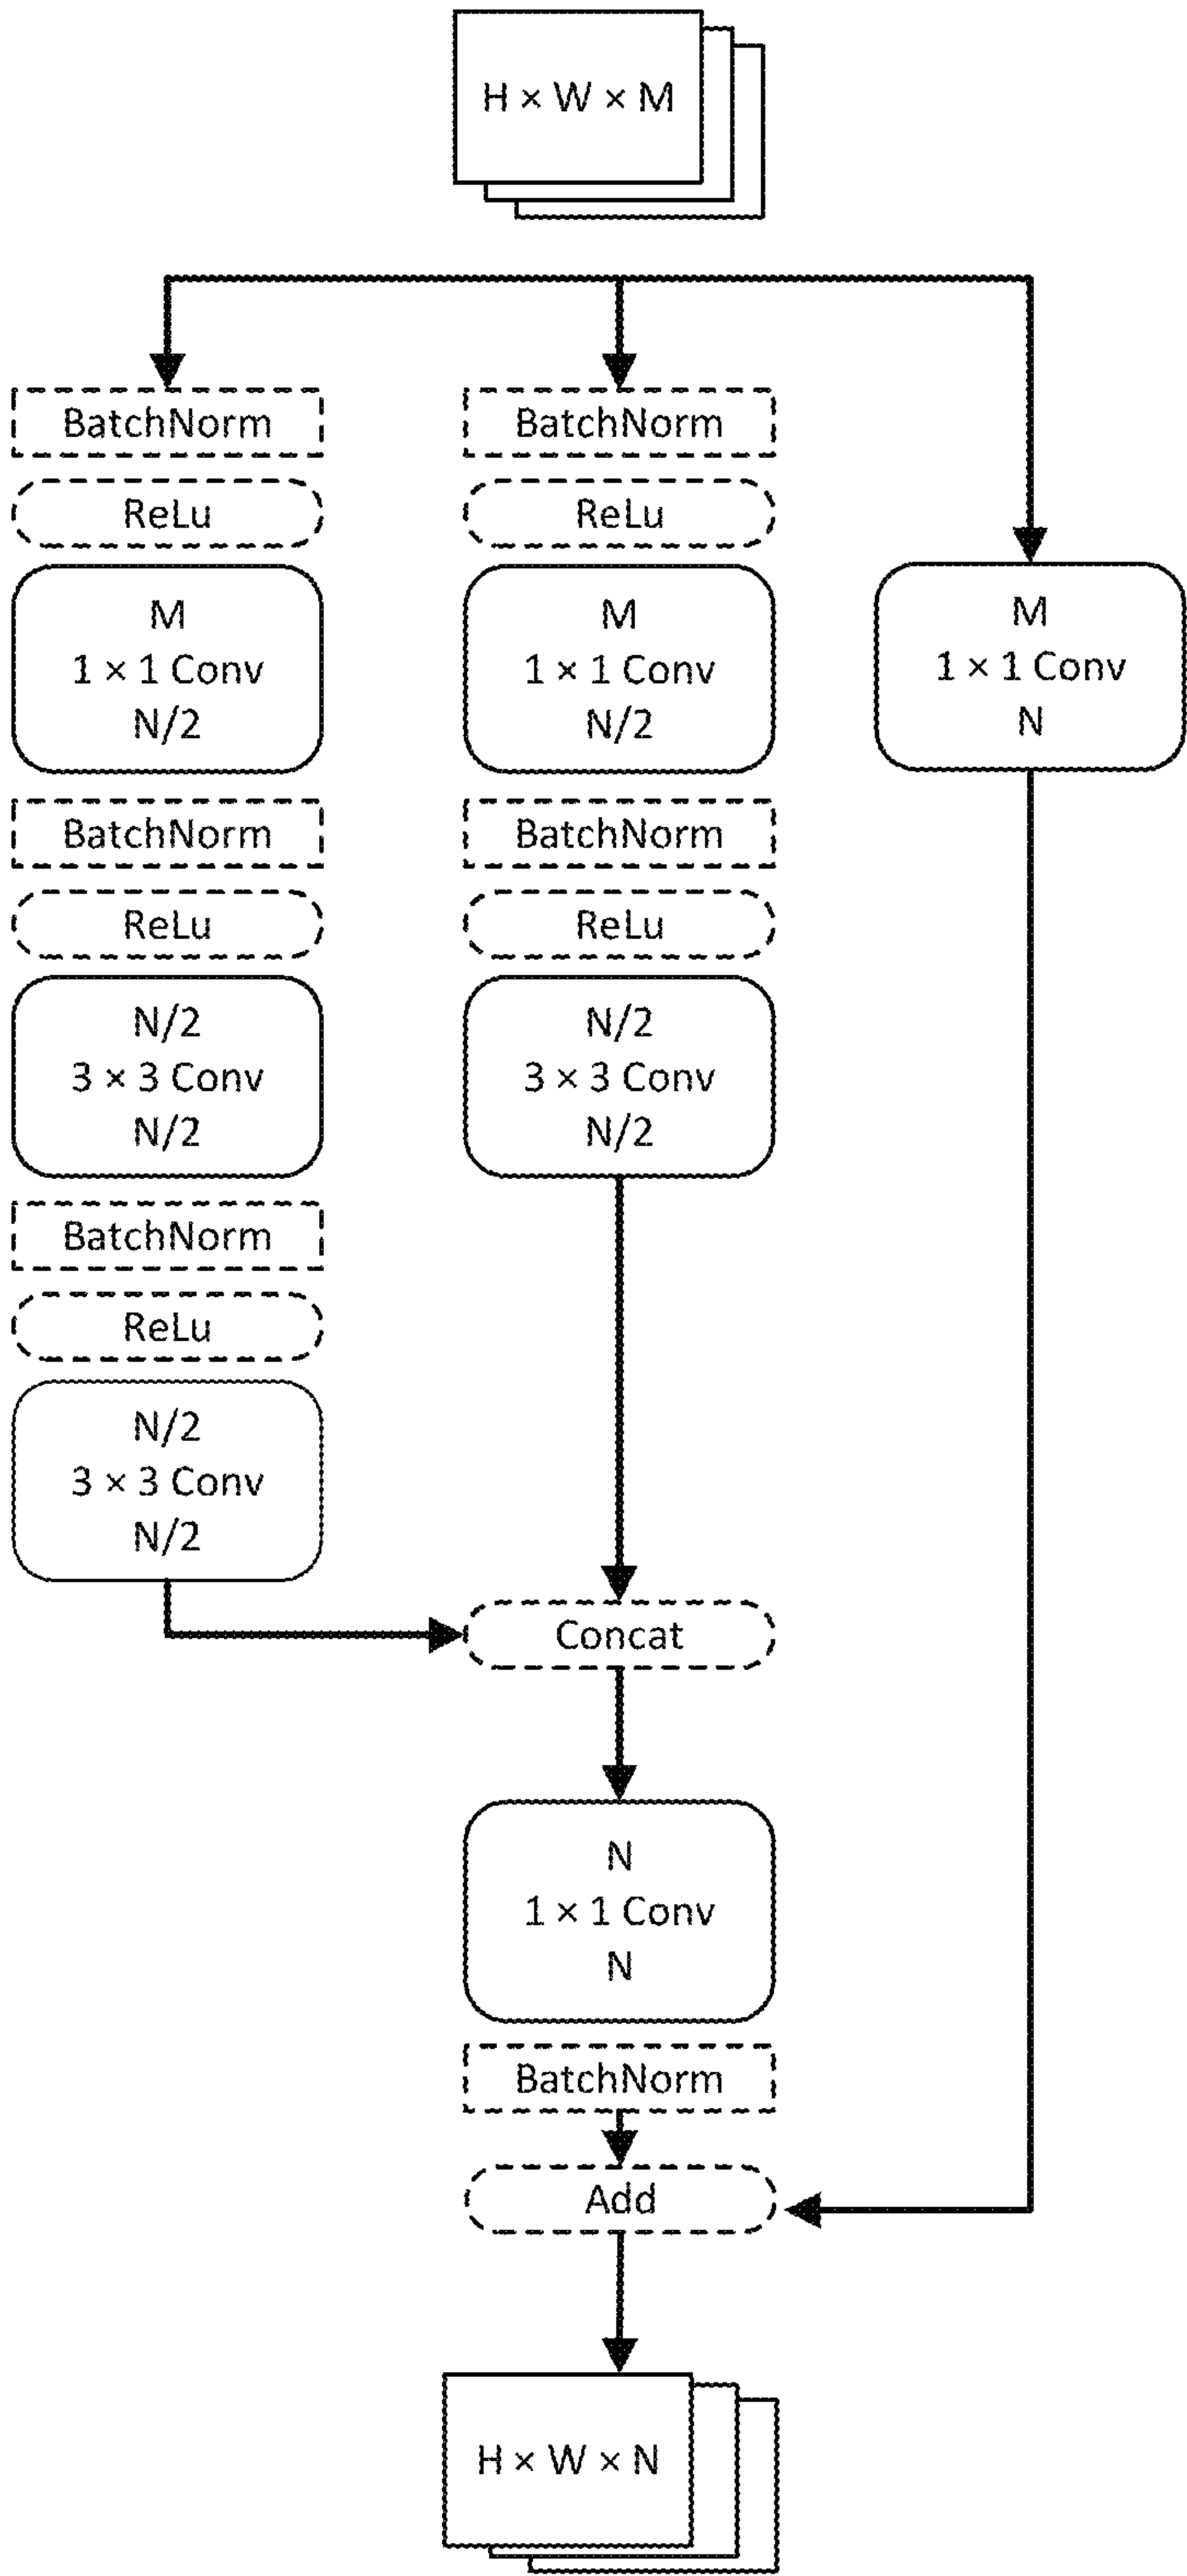 H × W × M
BatchNorm
ReLu
M
1 × 1 Conv
N/2
BatchNorm
ReLu
N/2
3 × 3 Conv
N/2
BatchNorm
ReLu
N/2
3 × 3 Conv
N/2
BatchNorm
ReLu
M
1 × 1 Conv
N/2
BatchNorm
ReLu
N/2
3 × 3 Conv
N/2
M
1 × 1 Conv
N
Concat
N
1 × 1 Conv
N
BatchNorm
Add
H × W × N